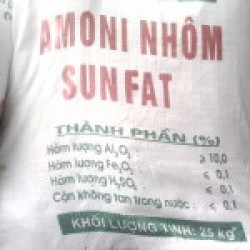 AMONI NHÔM
SUNFAT
THÀNH PHẦN (%)
Hàm lượng Al₂O₃ : ≥ 10,0
Hàm lượng Fe₂O₃ : ≤ 0,1
Hàm lượng H₂SO₄ : ≤ 0,1
Cặn không tan trong nước : ≤ 0,1
KHỐI LƯỢNG TỊNH: 25 KG